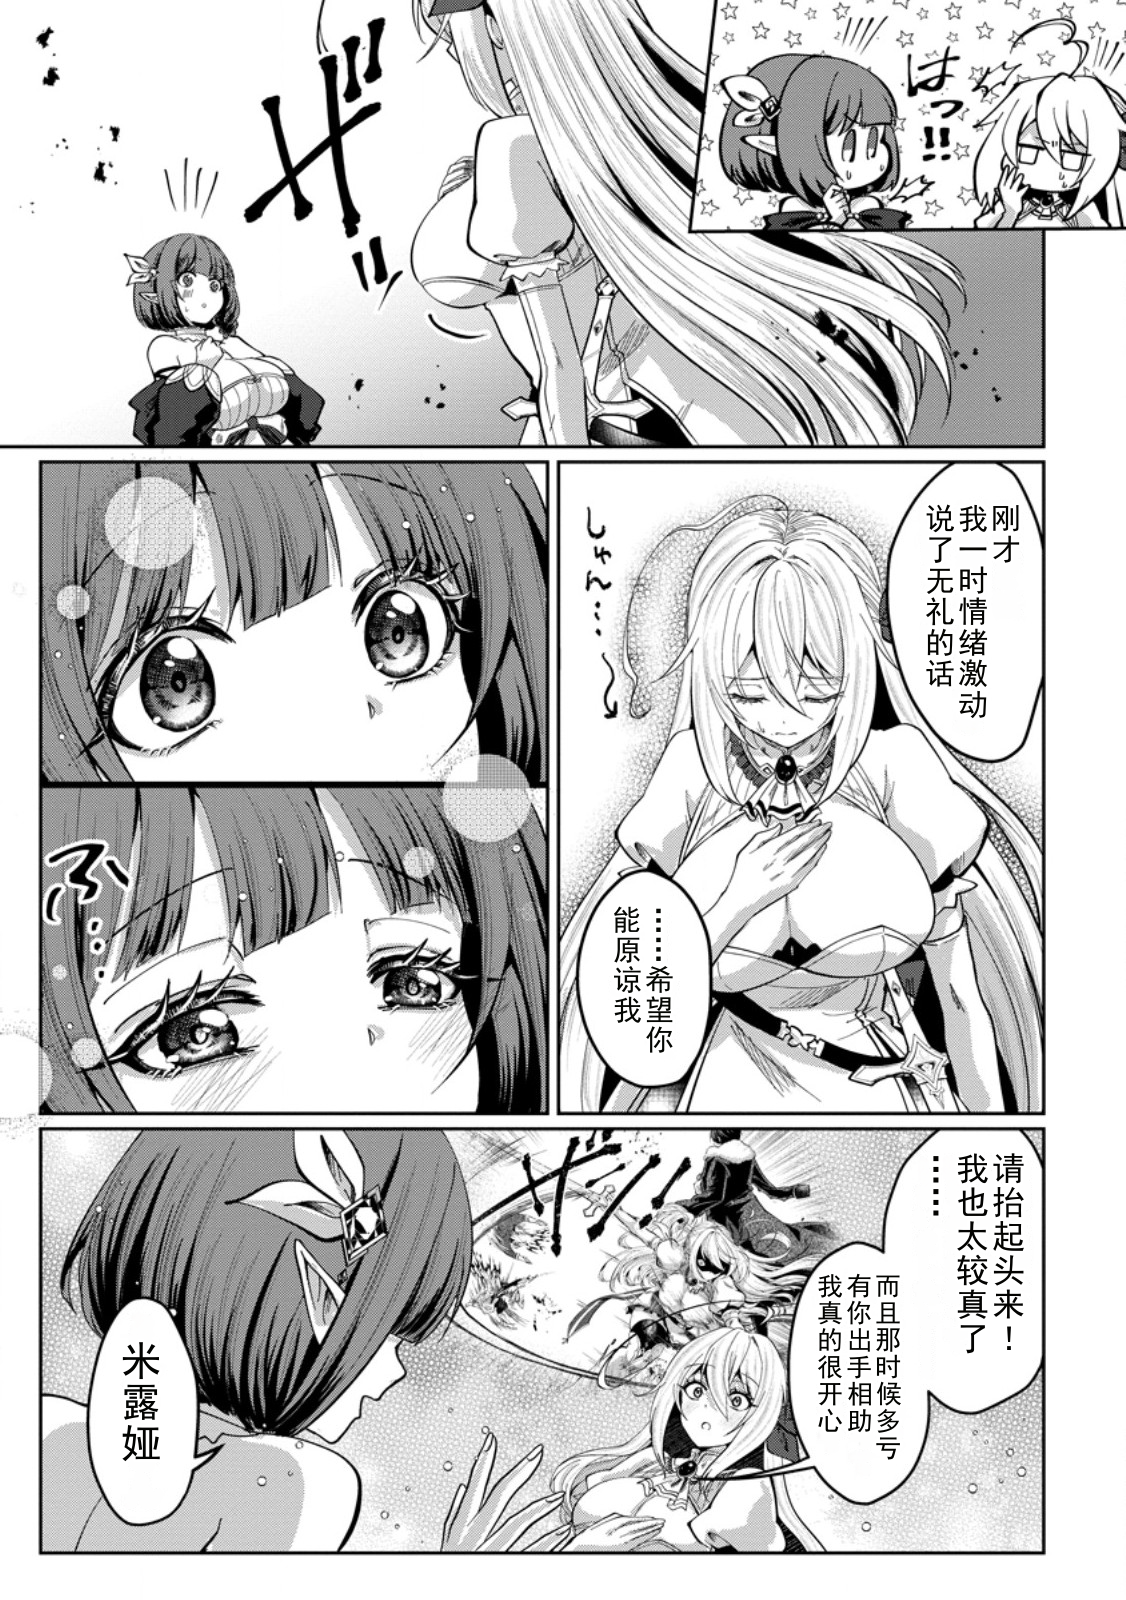 はっ!!
ザッ
刚才
我一时情绪激动
说了无礼的话
しゅん…
……希望你
能原谅我
ふ…
请抬起头来！
我也太较真了
……
而且那时候多亏
有你出手相助
我真的很开心
米露娅